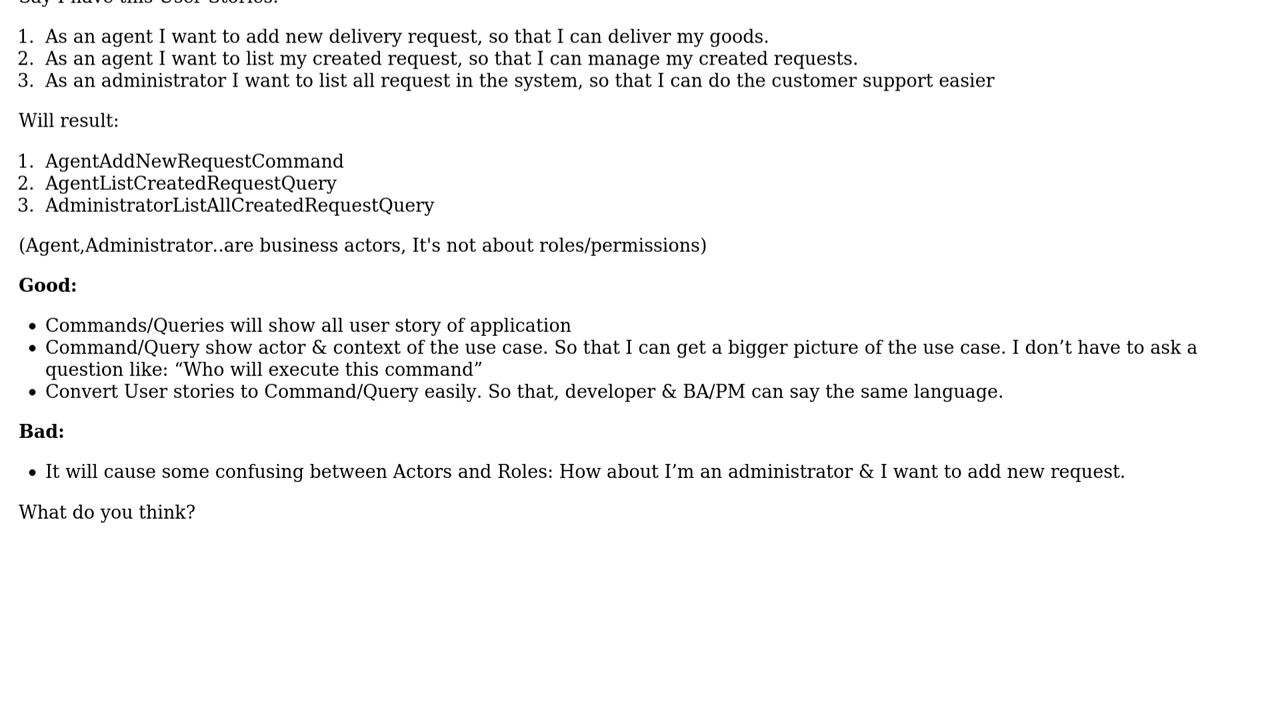 Say I have this User Stories:
1. As an agent I want to add new delivery request, so that I can deliver my goods.
2. As an agent I want to list my created request, so that I can manage my created requests.
3. As an administrator I want to list all request in the system, so that I can do the customer support easier
Will result:
1. AgentAddNewRequestCommand
2. AgentListCreatedRequestQuery
3. AdministratorListAllCreatedRequestQuery
(Agent,Administrator..are business actors, It's not about roles/permissions)
Good:
• Commands/Queries will show all user story of application
• Command/Query show actor & context of the use case. So that I can get a bigger picture of the use case. I don’t have to ask a
question like: “Who will execute this command”
• Convert User stories to Command/Query easily. So that, developer & BA/PM can say the same language.
Bad:
• It will cause some confusing between Actors and Roles: How about I’m an administrator & I want to add new request.
What do you think?